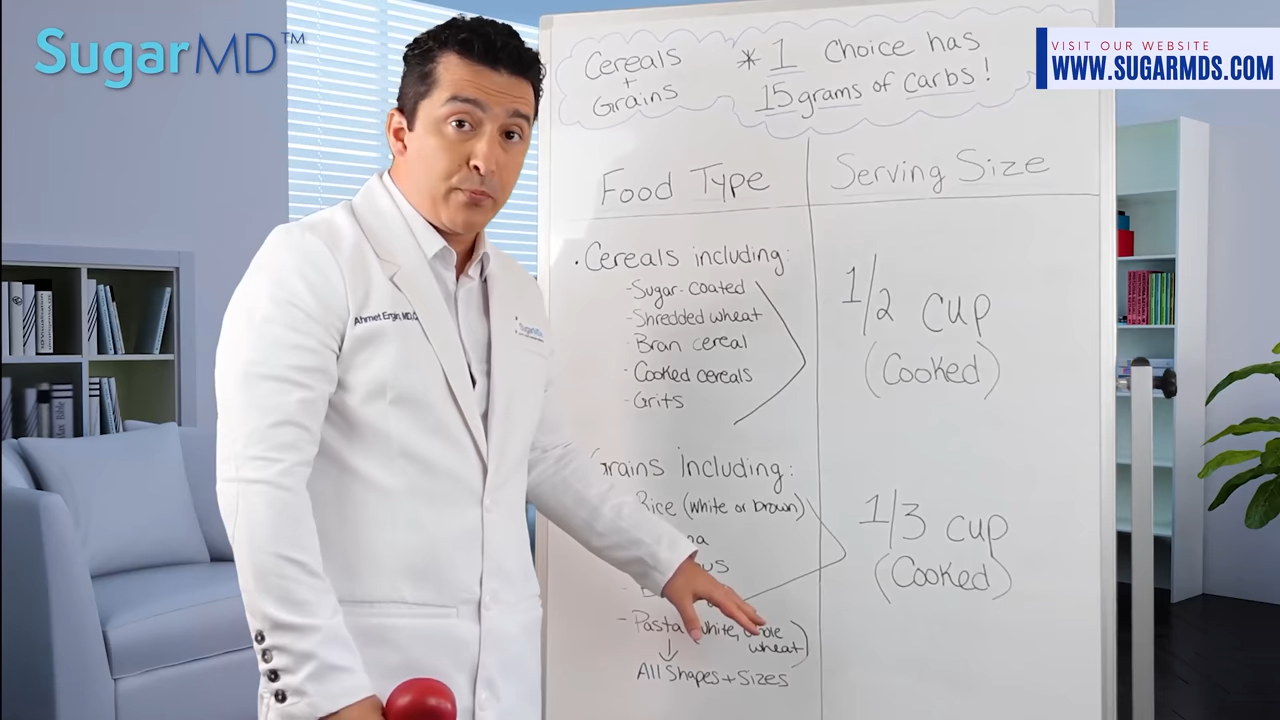 SugarMD™
VISIT OUR WEBSITE
WWW.SUGARMDS.COM
Cereals
+
Grains
* 1 Choice has
15 grams of carbs!
Food Type
Serving Size
· Cereals including:
- Sugar-coated
- Shredded wheat
- Bran cereal
- Cooked cereals
- Grits
1/2 cup
(Cooked)
Grains including:
Rice (white or brown)
1/3 cup
(Cooked)
- Pasta (white, whole
wheat)
All Shapes + Sizes
Ahmet Ergin, M.D.
SugarMD